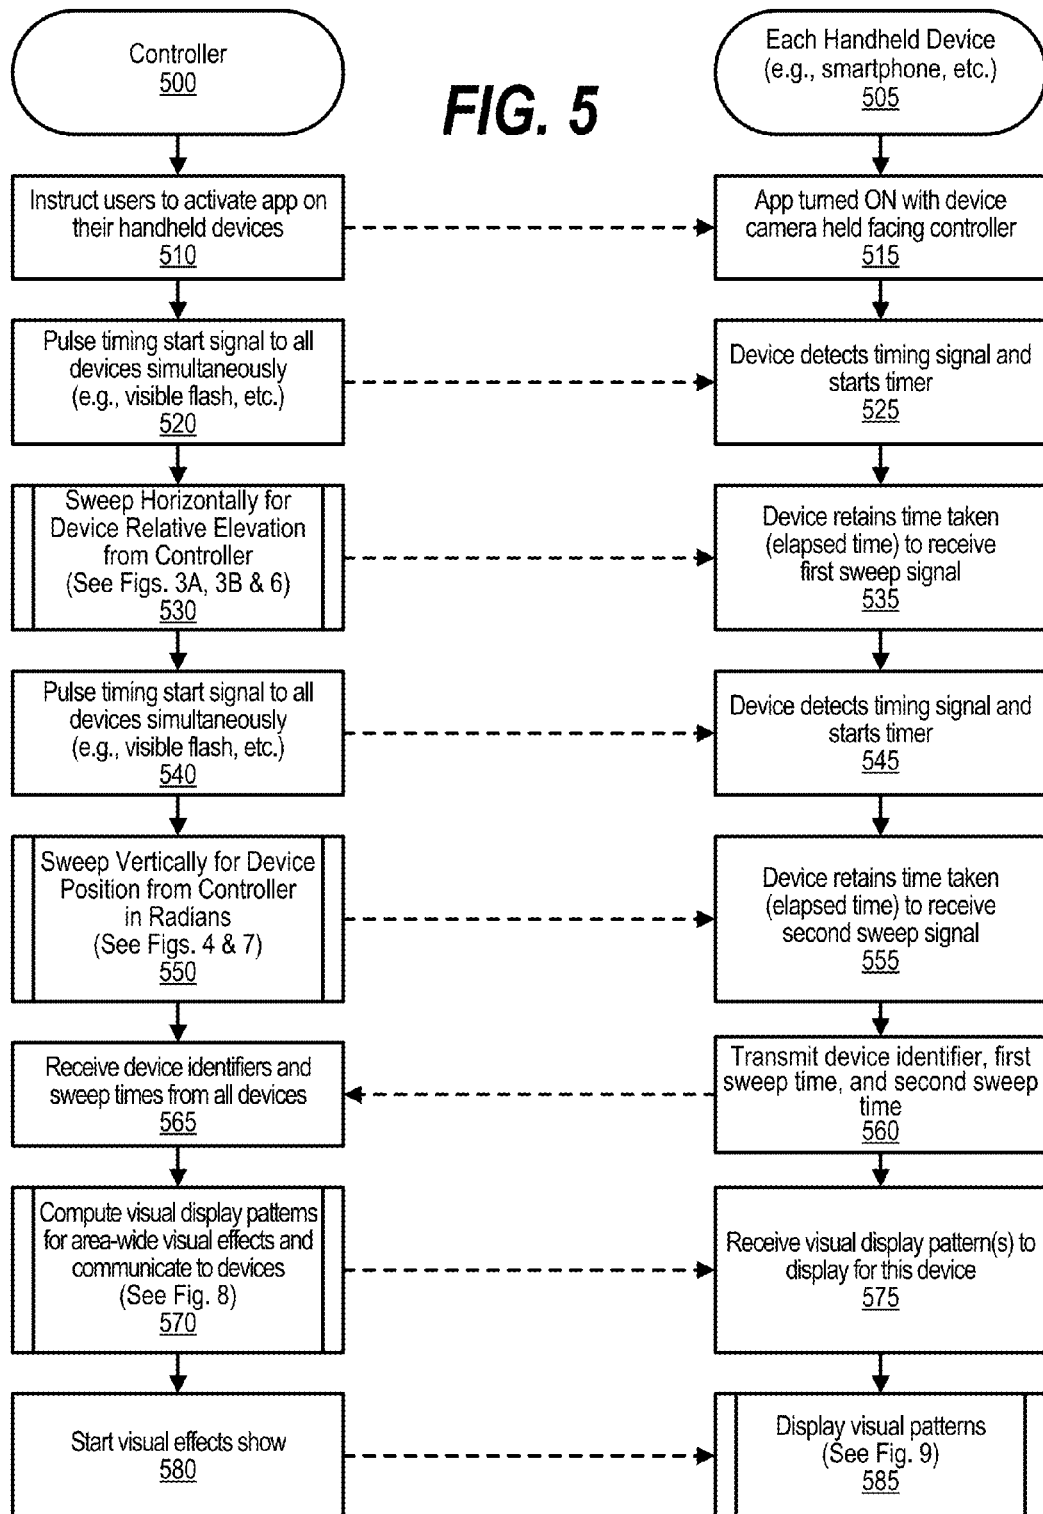 Controller
500
Each Handheld Device
(e.g., smartphone, etc.)
505
FIG. 5
Instruct users to activate app on
their handheld devices
510
App turned ON with device
camera held facing controller
515
Pulse timing start signal to all
devices simultaneously
(e.g., visible flash, etc.)
520
Device detects timing signal and
starts timer
525
Sweep Horizontally for
Device Relative Elevation
from Controller
(See Figs. 3A, 3B & 6)
530
Device retains time taken
(elapsed time) to receive
first sweep signal
535
Pulse timing start signal to all
devices simultaneously
(e.g., visible flash, etc.)
540
Device detects timing signal and
starts timer
545
Sweep Vertically for Device
Position from Controller
in Radians
(See Figs. 4 & 7)
550
Device retains time taken
(elapsed time) to receive
second sweep signal
555
Receive device identifiers and
sweep times from all devices
565
Transmit device identifier, first
sweep time, and second sweep
time
560
Compute visual display patterns
for area-wide visual effects and
communicate to devices
(See Fig. 8)
570
Receive visual display pattern(s) to
display for this device
575
Start visual effects show
580
Display visual patterns
(See Fig. 9)
585